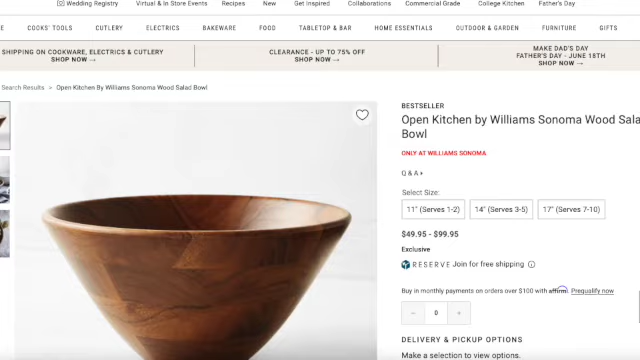 Wedding Registry Virtual & In Store Events Recipes New Get Inspired Collaborations Commercial Grade College Kitchen Father's Day
E COOKS' TOOLS CUTLERY ELECTRICS BAKEWARE FOOD TABLETOP & BAR HOME ESSENTIALS OUTDOOR & GARDEN FURNITURE GIFTS
SHIPPING ON COOKWARE, ELECTRICS & CUTLERY
SHOP NOW →
CLEARANCE - UP TO 75% OFF
SHOP NOW →
MAKE DAD'S DAY
FATHER'S DAY - JUNE 18TH
SHOP NOW →
Search Results > Open Kitchen By Williams Sonoma Wood Salad Bowl
BESTSELLER
Open Kitchen by Williams Sonoma Wood Sala
Bowl
ONLY AT WILLIAMS SONOMA
Q & A
Select Size:
11" (Serves 1-2) 14" (Serves 3-5) 17" (Serves 7-10)
$49.95 - $99.95
Exclusive
RESERVE Join for free shipping
Buy in monthly payments on orders over $100 with affirm. Prequalify now
− 0 +
DELIVERY & PICKUP OPTIONS
Make a selection to view options.